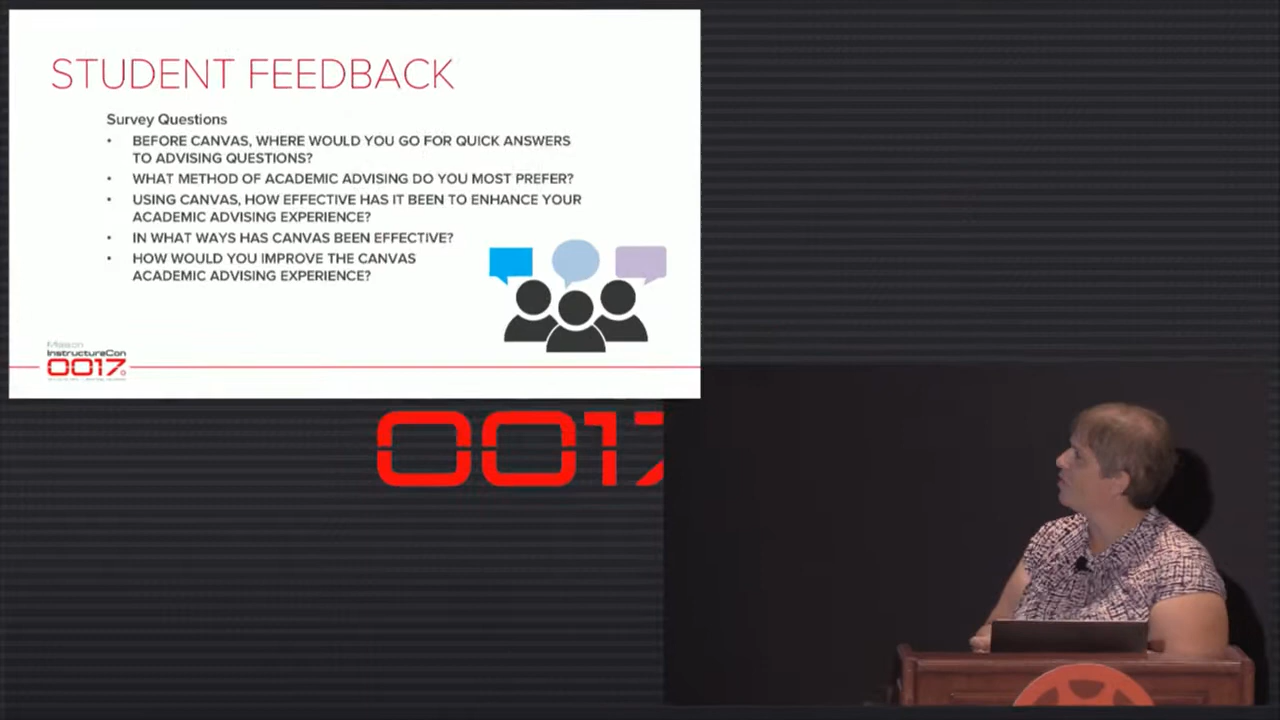 STUDENT FEEDBACK
Survey Questions
• BEFORE CANVAS, WHERE WOULD YOU GO FOR QUICK ANSWERS
TO ADVISING QUESTIONS?
• WHAT METHOD OF ACADEMIC ADVISING DO YOU MOST PREFER?
• USING CANVAS, HOW EFFECTIVE HAS IT BEEN TO ENHANCE YOUR
ACADEMIC ADVISING EXPERIENCE?
• IN WHAT WAYS HAS CANVAS BEEN EFFECTIVE?
• HOW WOULD YOU IMPROVE THE CANVAS
ACADEMIC ADVISING EXPERIENCE?
Mission
InstructureCon
0017
0017